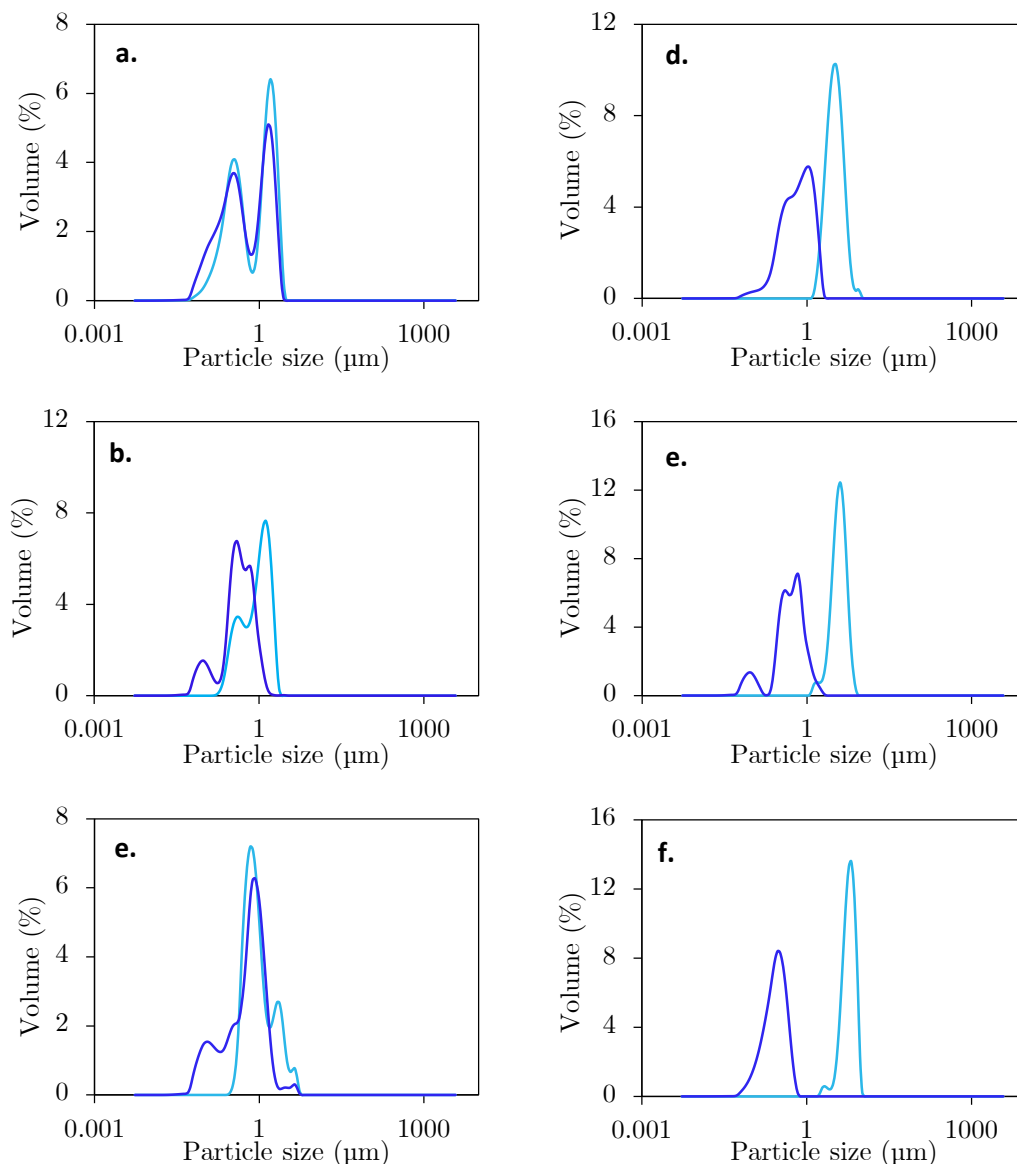 a.
8
6
4
2
0
Volume (%)
0.001 1 1000
Particle size (µm)
d.
12
8
4
0
Volume (%)
0.001 1 1000
Particle size (µm)
b.
12
8
4
0
Volume (%)
0.001 1 1000
Particle size (µm)
e.
16
12
8
4
0
Volume (%)
0.001 1 1000
Particle size (µm)
e.
8
6
4
2
0
Volume (%)
0.001 1 1000
Particle size (µm)
f.
16
12
8
4
0
Volume (%)
0.001 1 1000
Particle size (µm)